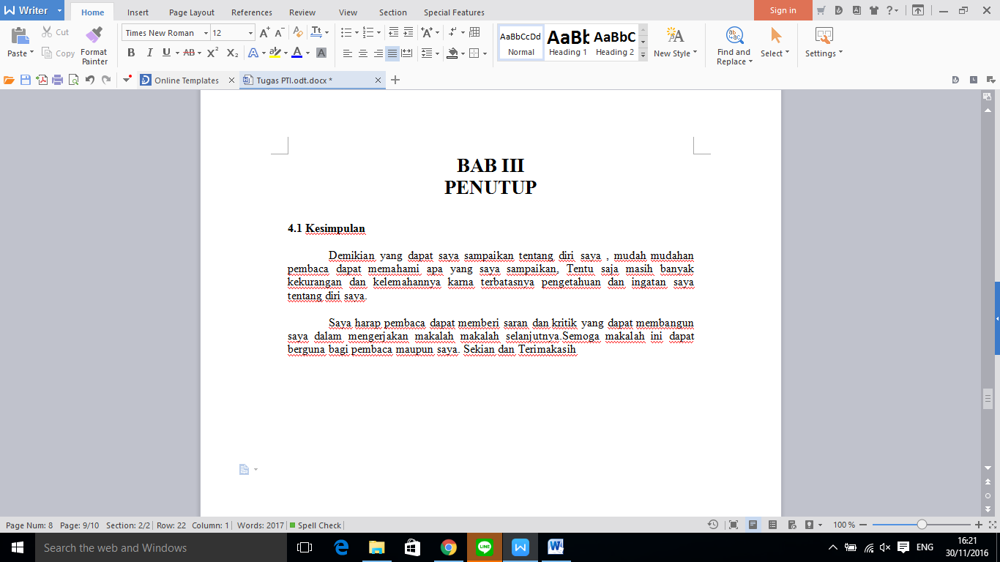 Writer
Home Insert Page Layout References Review View Section Special Features Sign in
Paste Cut Copy Format Painter
Times New Roman 12
B I U AB X² X₂ A
AaBbCcDd Normal
AaBb Heading 1
AaBbC Heading 2
New Style
Find and Replace
Select
Settings
Online Templates Tugas PTI.odt.docx *
BAB III
PENUTUP
4.1 Kesimpulan
Demikian yang dapat saya sampaikan tentang diri saya , mudah mudahan
pembaca dapat memahami apa yang saya sampaikan, Tentu saja masih banyak
kekurangan dan kelemahannya karna terbatasnya pengetahuan dan ingatan saya
tentang diri saya.
Saya harap pembaca dapat memberi saran dan kritik yang dapat membangun
saya dalam mengerjakan makalah makalah selanjutnya.Semoga makalah ini dapat
berguna bagi pembaca maupun saya. Sekian dan Terimakasih
Page Num: 8 Page: 9/10 Section: 2/2 Row: 22 Column: 1 Words: 2017 Spell Check 100 %
Search the web and Windows
LINE
ENG
16:21
30/11/2016